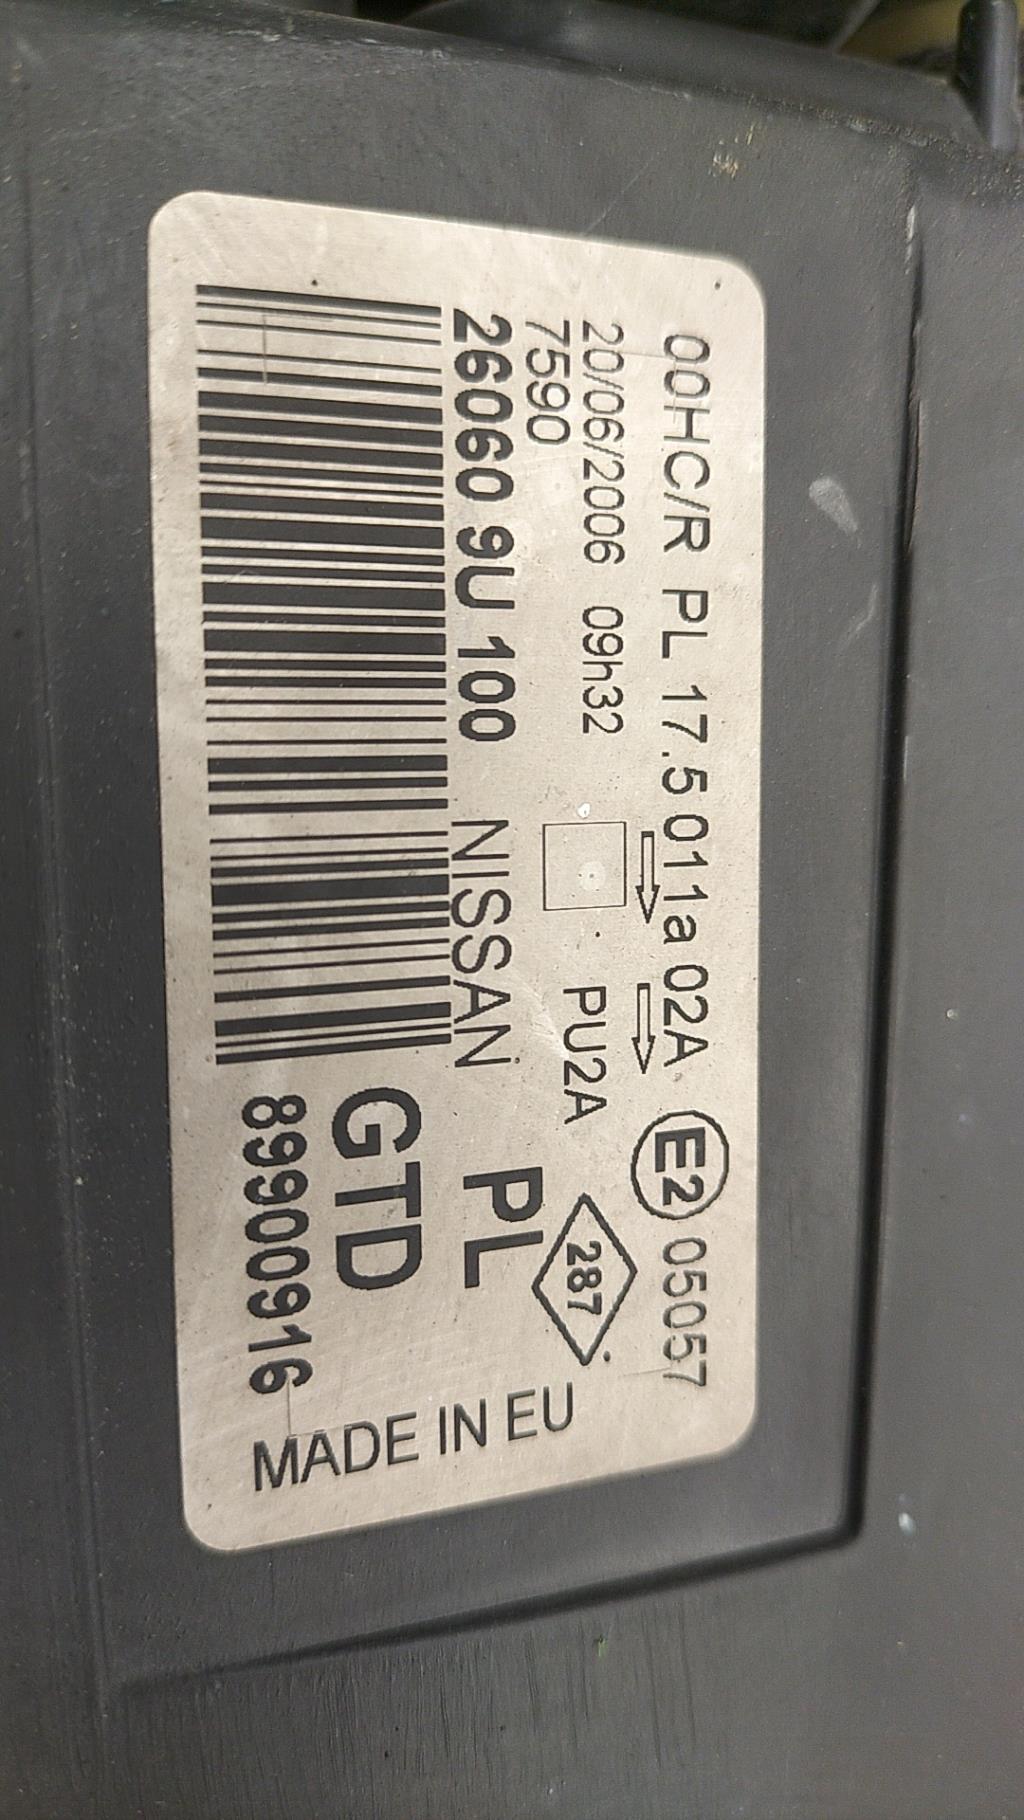 00HC/R PL 17.5 011a 02A E2 05057
20/06/2006 09h32
7590
PU2A
287
26060 9U 100 NISSAN
PL
GTD
89900916
MADE IN EU